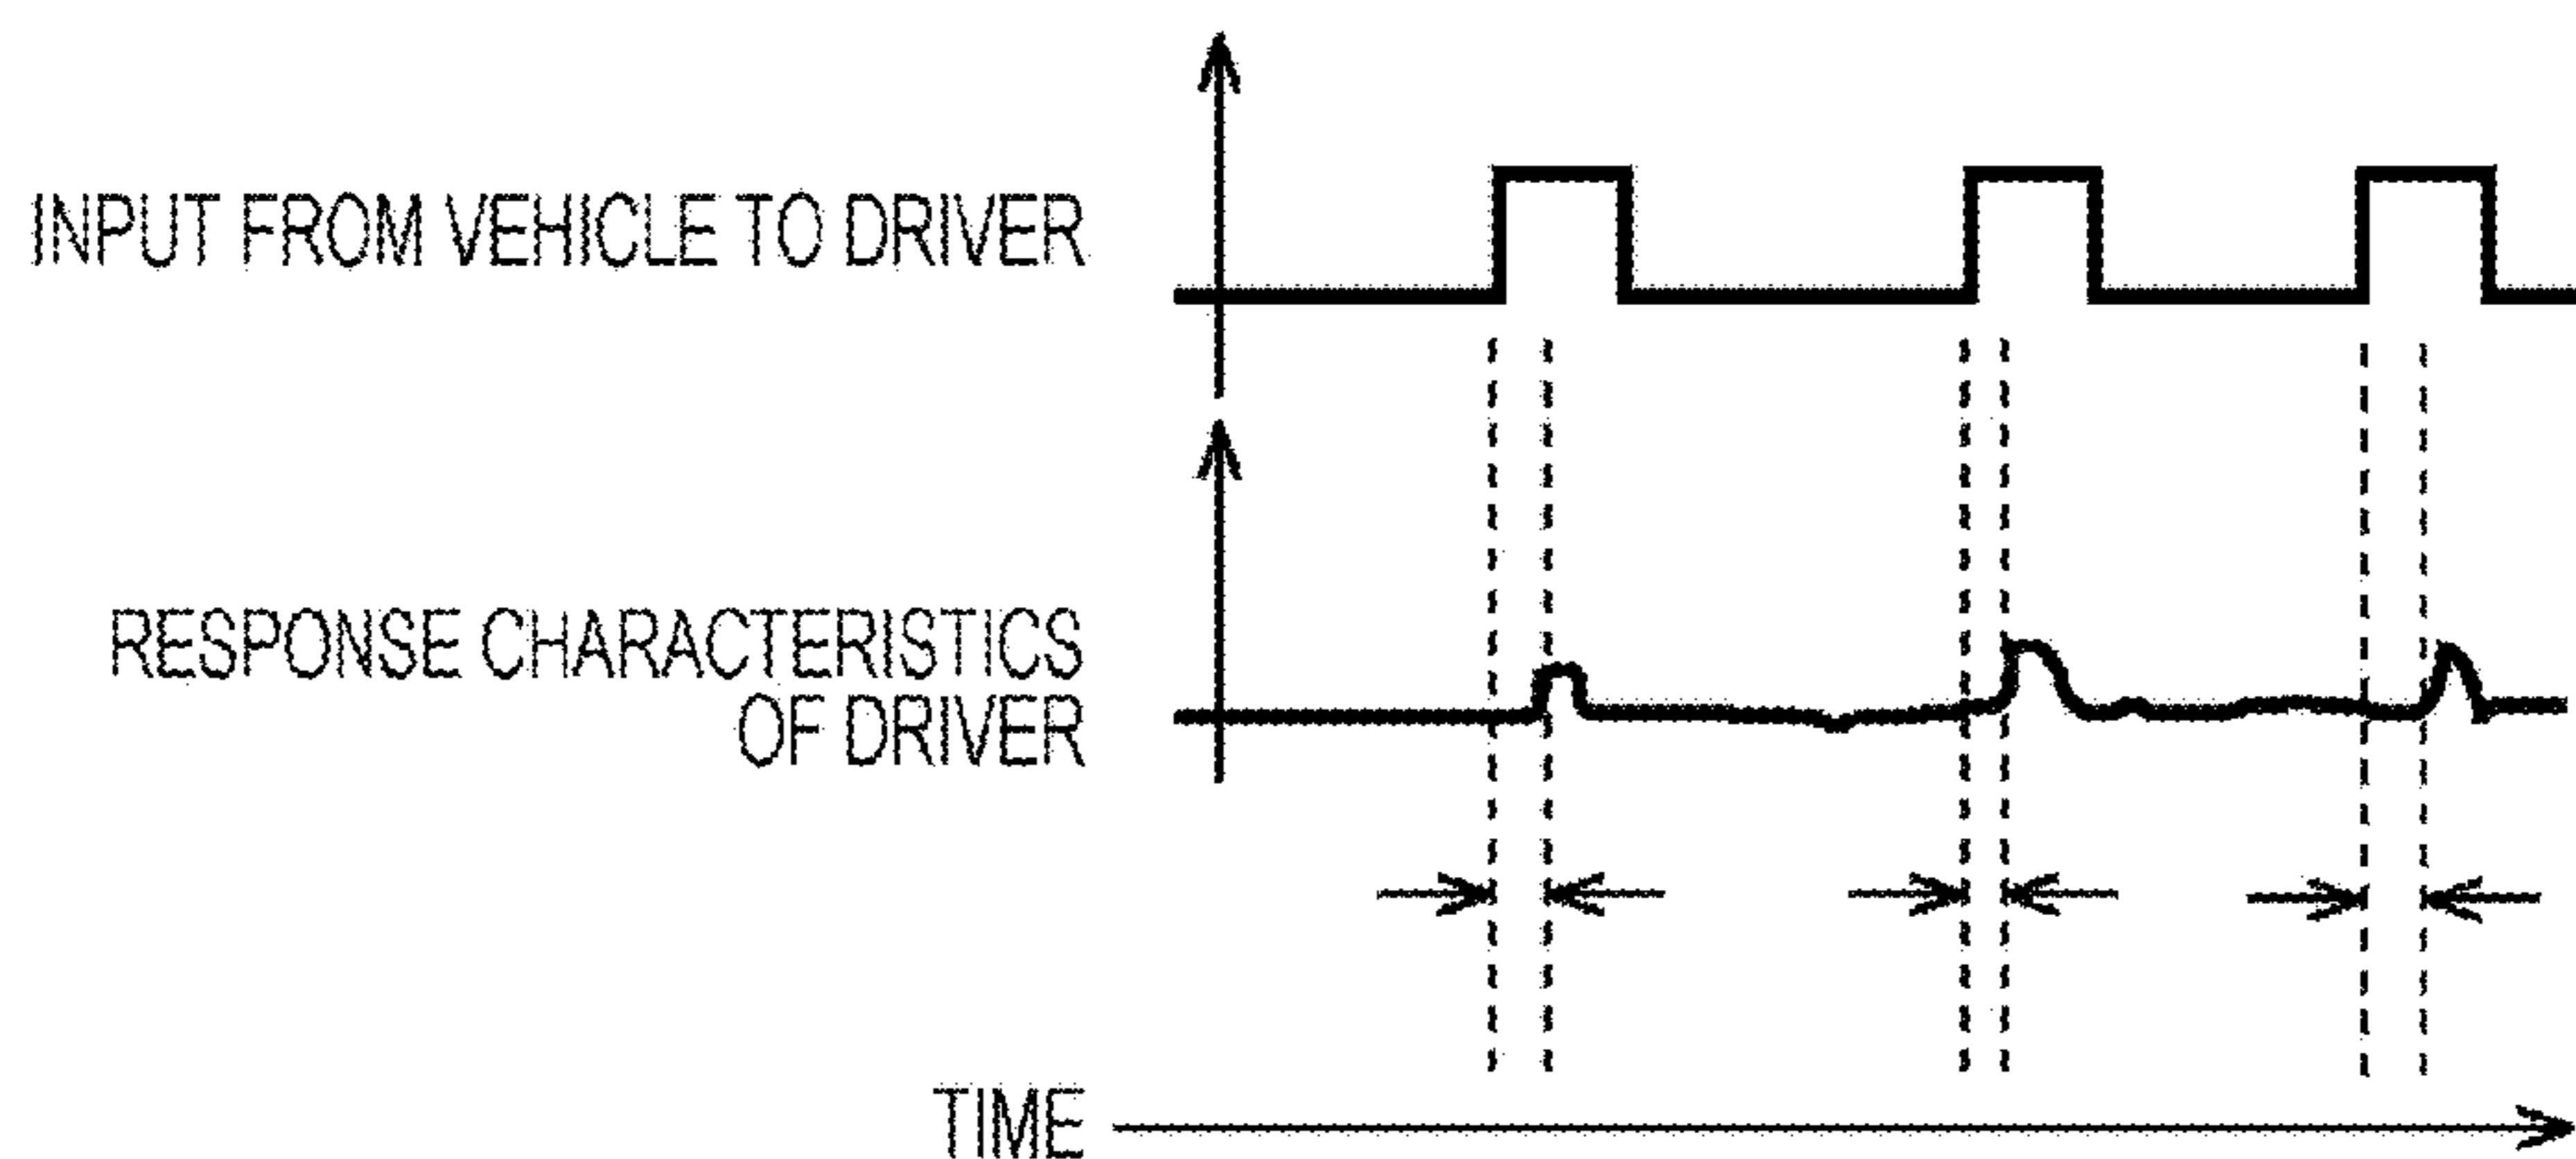 INPUT FROM VEHICLE TO DRIVER
RESPONSE CHARACTERISTICS
OF DRIVER
TIME